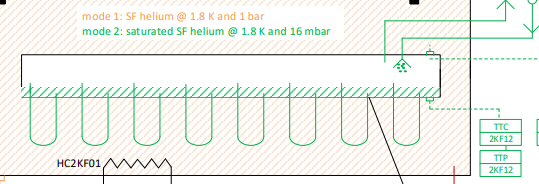 mode 1: SF helium @ 1.8 K and 1 bar
mode 2: saturated SF helium @ 1.8 K and 16 mbar
TTC
2KF12
TTP
2KF12
HC2KF01